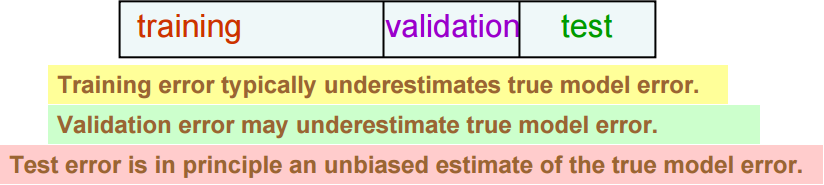 training validation test
Training error typically underestimates true model error.
Validation error may underestimate true model error.
Test error is in principle an unbiased estimate of the true model error.